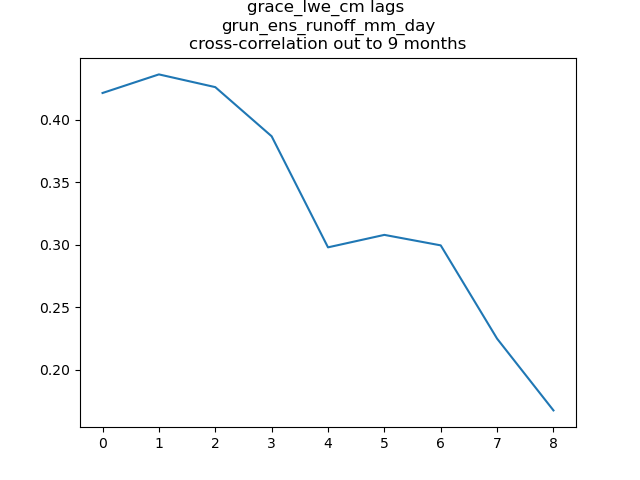 grace_lwe_cm lags
grun_ens_runoff_mm_day
cross-correlation out to 9 months
0.40
0.35
0.30
0.25
0.20
0 1 2 3 4 5 6 7 8